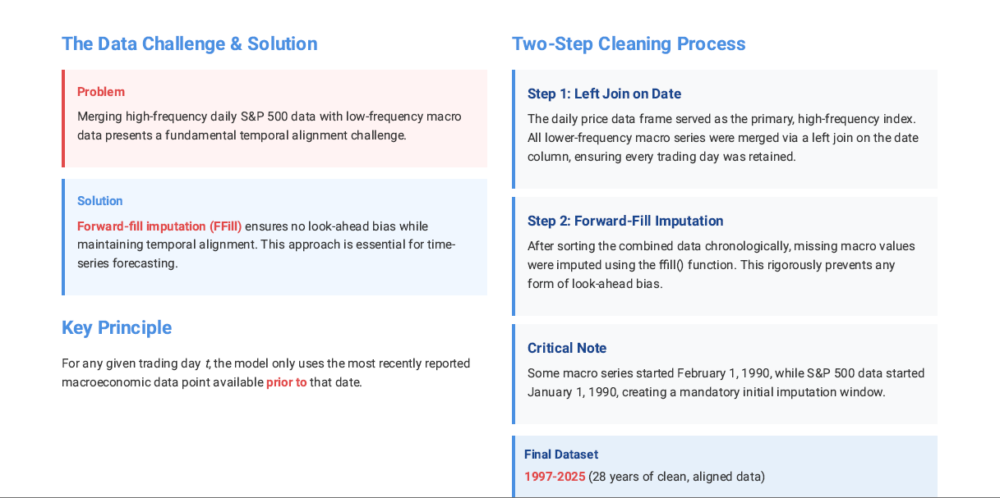 The Data Challenge & Solution
Problem
Merging high-frequency daily S&P 500 data with low-frequency macro
data presents a fundamental temporal alignment challenge.
Solution
Forward-fill imputation (FFill) ensures no look-ahead bias while
maintaining temporal alignment. This approach is essential for time-
series forecasting.
Key Principle
For any given trading day t, the model only uses the most recently reported
macroeconomic data point available prior to that date.
Two-Step Cleaning Process
Step 1: Left Join on Date
The daily price data frame served as the primary, high-frequency index.
All lower-frequency macro series were merged via a left join on the date
column, ensuring every trading day was retained.
Step 2: Forward-Fill Imputation
After sorting the combined data chronologically, missing macro values
were imputed using the ffill() function. This rigorously prevents any
form of look-ahead bias.
Critical Note
Some macro series started February 1, 1990, while S&P 500 data started
January 1, 1990, creating a mandatory initial imputation window.
Final Dataset
1997-2025 (28 years of clean, aligned data)